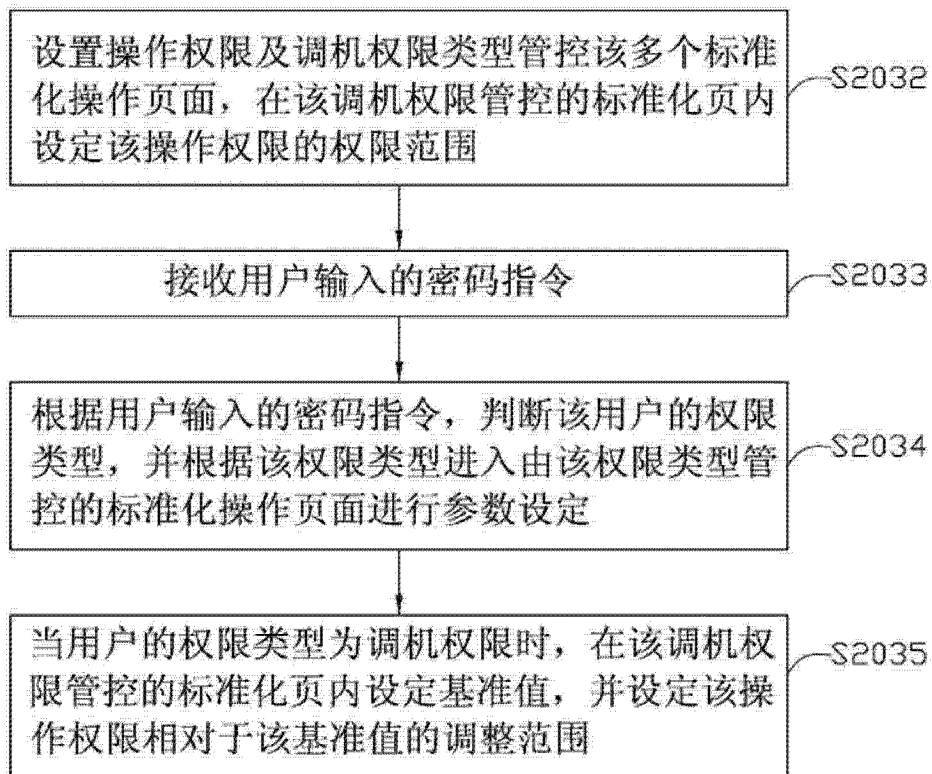 设置操作权限及调机权限类型管控该多个标准
化操作页面，在该调机权限管控的标准化页内
设定该操作权限的权限范围
S2032
接收用户输入的密码指令
S2033
根据用户输入的密码指令，判断该用户的权限
类型，并根据该权限类型进入由该权限类型管
控的标准化操作页面进行参数设定
S2034
当用户的权限类型为调机权限时，在该调机权
限管控的标准化页内设定基准值，并设定该操
作权限相对于该基准值的调整范围
S2035